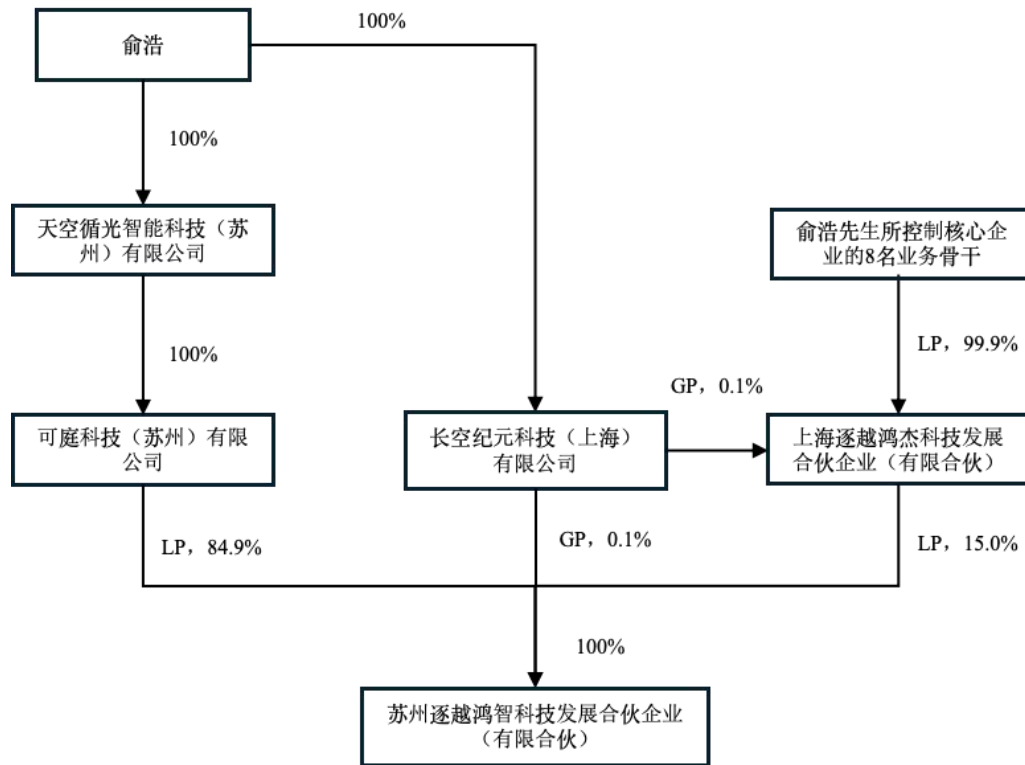 俞浩
100%
100%
天空循光智能科技（苏
州）有限公司
俞浩先生所控制核心企
业的8名业务骨干
100%
LP，99.9%
GP，0.1%
可庭科技（苏州）有限
公司
长空纪元科技（上海）
有限公司
上海逐越鸿杰科技发展
合伙企业（有限合伙）
LP，84.9%
GP，0.1%
LP，15.0%
100%
苏州逐越鸿智科技发展合伙企业
（有限合伙）